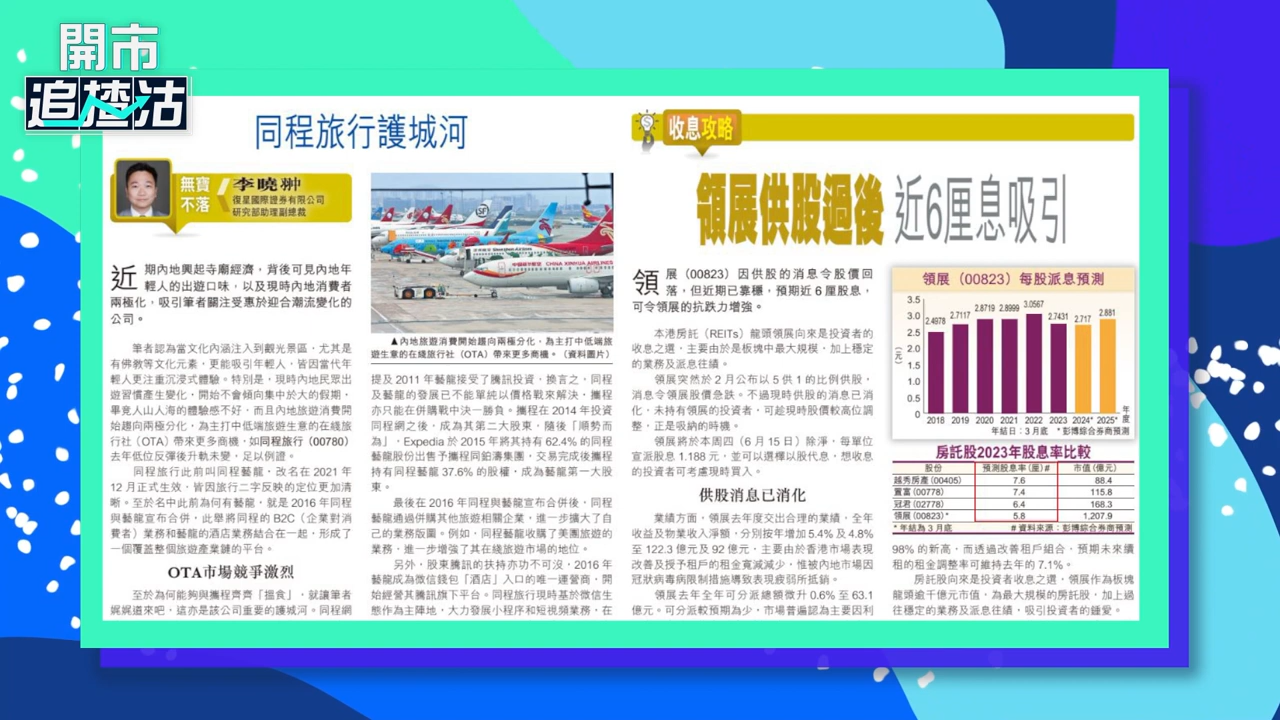 開市
追揸沽
同程旅行護城河
無寶
不落
李曉翀
復星國際證券有限公司
研究部助理副總裁
近期內地興起寺廟經濟，背後可見內地年
輕人的出遊口味，以及現時內地消費者
兩極化，吸引筆者關注受惠於迎合潮流變化的
公司。
筆者認為當文化內涵注入到觀光景區，尤其是
有佛教等文化元素，更能吸引年輕人，皆因當代年
輕人更注重沉浸式體驗。特別是，現時內地民眾出
遊習慣產生變化，開始不會傾向集中於大的假期，
畢竟人山人海的體驗感不好，而且內地旅遊消費開
始趨向兩極分化，為主打中低端旅遊生意的在綫旅
行社（OTA）帶來更多商機，如同程旅行（00780）
去年低位反彈後升軌未變，足以例證。
同程旅行此前叫同程藝龍，改名在 2021 年
12 月正式生效，皆因旅行二字反映的定位更加清
晰。至於名中此前為何有藝龍，就是 2016 年同程
與藝龍宣布合併，此舉將同程的 B2C（企業對消
費者）業務和藝龍的酒店業務結合在一起，形成了
一個覆蓋整個旅遊產業鏈的平台。
OTA市場競爭激烈
至於為何能夠與攜程齊齊「搵食」，就讓筆者
娓娓道來吧，這亦是該公司重要的護城河。同程網
▲內地旅遊消費開始趨向兩極分化，為主打中低端旅
遊生意的在綫旅行社（OTA）帶來更多商機。（資料圖片）
提及 2011 年藝龍接受了騰訊投資，換言之，同程
及藝龍的發展已不能單純以價格戰來解決，攜程
亦只能在併購戰中決一勝負。攜程在 2014 年投資
同程網之後，成為其第二大股東，隨後「順勢而
為」，Expedia 於 2015 年將其持有 62.4% 的同程
藝龍股份出售予攜程同鉑濤集團，交易完成後攜程
持有同程藝龍 37.6% 的股權，成為藝龍第一大股
東。
最後在 2016 年同程與藝龍宣布合併後，同程
藝龍通過併購其他旅遊相關企業，進一步擴大了自
己的業務版圖。例如，同程藝龍收購了美團旅遊的
業務，進一步增強了其在綫旅遊市場的地位。
另外，股東騰訊的扶持亦功不可沒，2016 年
藝龍成為微信錢包「酒店」入口的唯一運營商，開
始經營其騰訊旗下平台。同程旅行現時基於微信生
態作為主陣地，大力發展小程序和短視頻業務，在
收息攻略
領展供股過後 近6厘息吸引
領展（00823）因供股的消息令股價回
落，但近期已靠穩，預期近 6 厘股息，
可令領展的抗跌力增強。
本港房託（REITs）龍頭領展向來是投資者的
收息之選，主要由於是板塊中最大規模，加上穩定
的業務及派息往績。
領展突然於 2 月公布以 5 供 1 的比例供股，
消息令領展股價急跌。不過現時供股的消息已消
化，未持有領展的投資者，可趁現時股價較高位調
整，正是吸納的時機。
領展將於本周四（6 月 15 日）除淨，每單位
宣派股息 1.188 元，並可以選擇以股代息，想收息
的投資者可考慮現時買入。
供股消息已消化
業績方面，領展去年度交出合理的業績，全年
收益及物業收入淨額，分別按年增加 5.4% 及 4.8%
至 122.3 億元及 92 億元，主要由於香港市場表現
改善及授予租戶的租金寬減減少，惟被內地市場因
冠狀病毒病限制措施導致表現疲弱所抵銷。
領展去年全年可分派總額微升 0.6% 至 63.1
億元。可分派較預期為少，市場普遍認為主要因利
領展（00823）每股派息預測
（元）
3.5
3.0
2.5
2.0
1.5
1.0
0.5
0
2.4978 2.7117 2.8719 2.8999 3.0567 2.7431 2.717 2.881
2018 2019 2020 2021 2022 2023 2024* 2025* 年度
年結日：3 月底 *彭博綜合券商預測
房託股2023年股息率比較
股份 預測股息率（厘）# 市值（億元）
越秀房產（00405） 7.6 88.4
置富（00778） 7.4 115.8
冠君（02778） 6.4 168.3
領展（00823）* 5.8 1,207.9
* 年結為 3 月底 # 資料來源：彭博綜合券商預測
98% 的新高，而透過改善租戶組合，預期未來續
租的租金調整率可維持去年的 7.1%。
房託股向來是投資者收息之選，領展作為板塊
龍頭逾千億元市值，為最大規模的房託股，加上過
往穩定的業務及派息往績，吸引投資者的鍾愛。